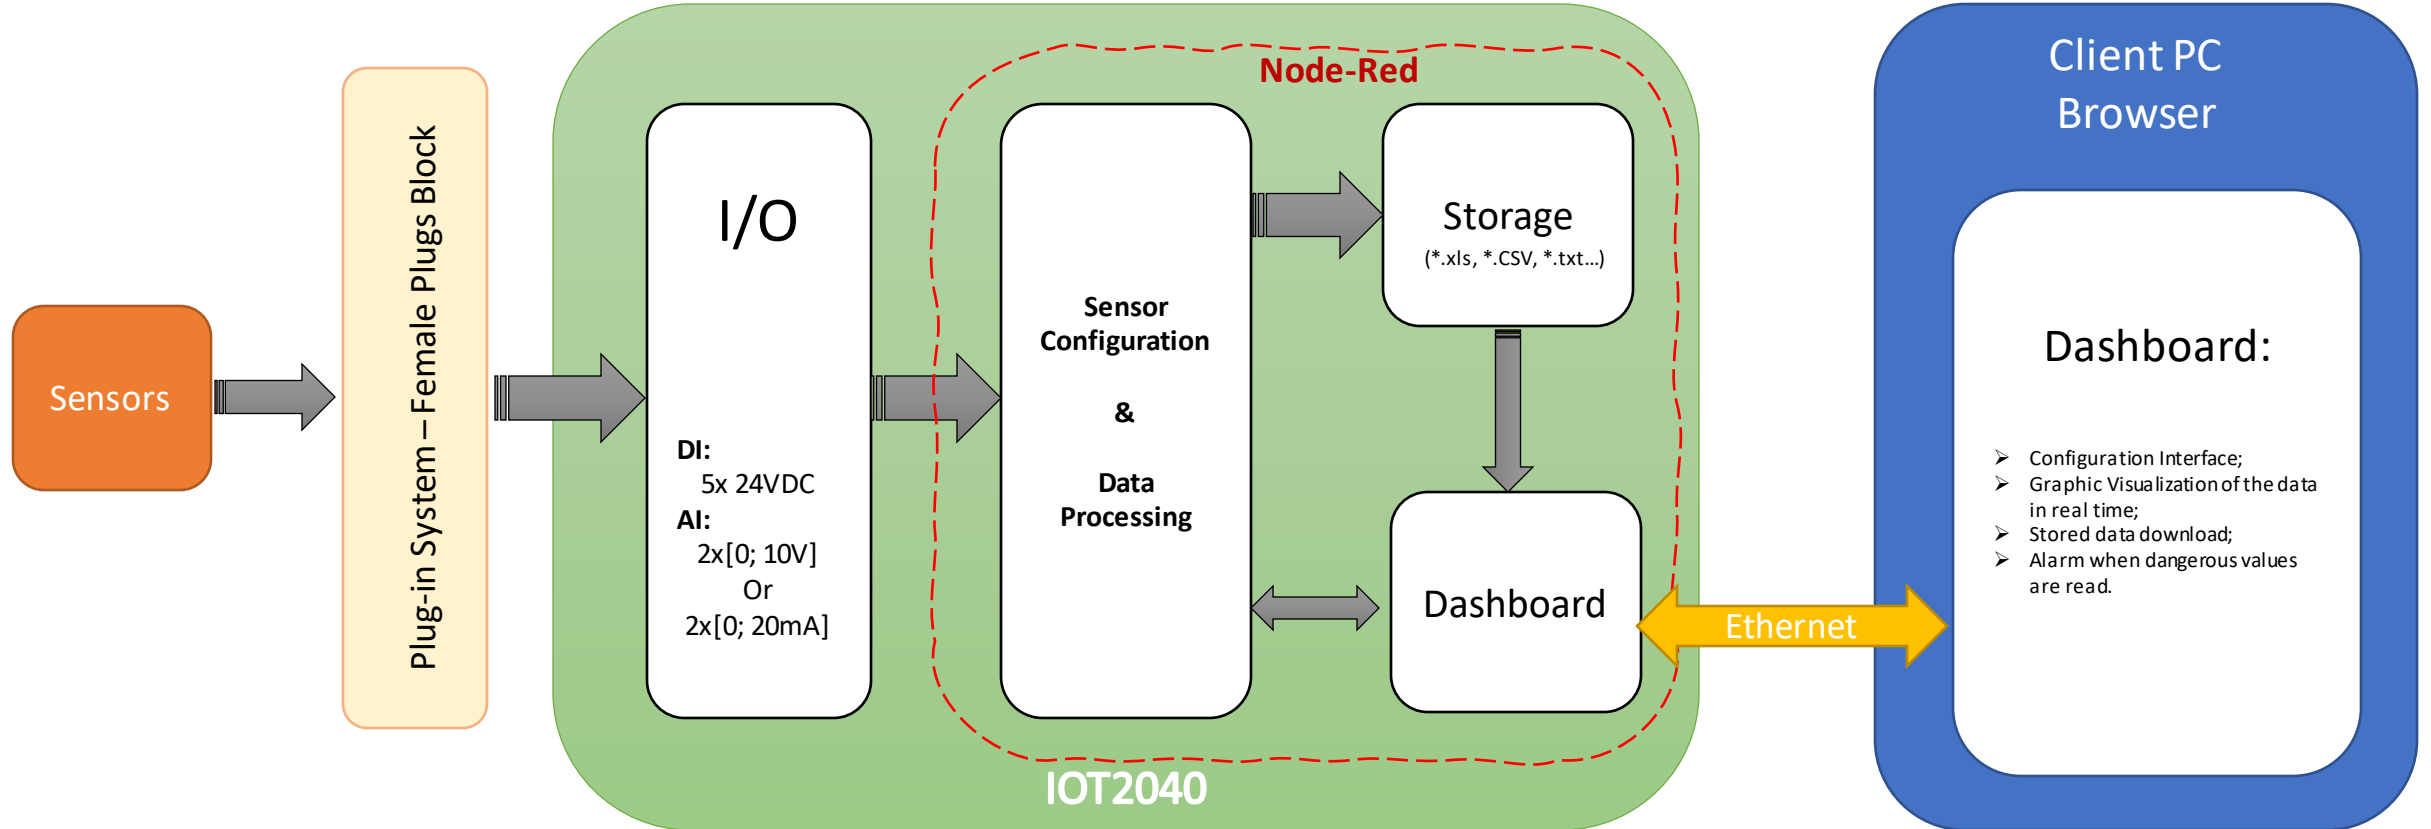 Sensors
Plug-in System – Female Plugs Block
I/O
DI:
5x 24VDC
AI:
2x[0; 10V]
Or
2x[0; 20mA]
Node-Red
Sensor
Configuration
&
Data
Processing
Storage
(*.xls, *.CSV, *.txt...)
Dashboard
IOT2040
Ethernet
Client PC
Browser
Dashboard:
➢ Configuration Interface;
➢ Graphic Visualization of the data
in real time;
➢ Stored data download;
➢ Alarm when dangerous values
are read.